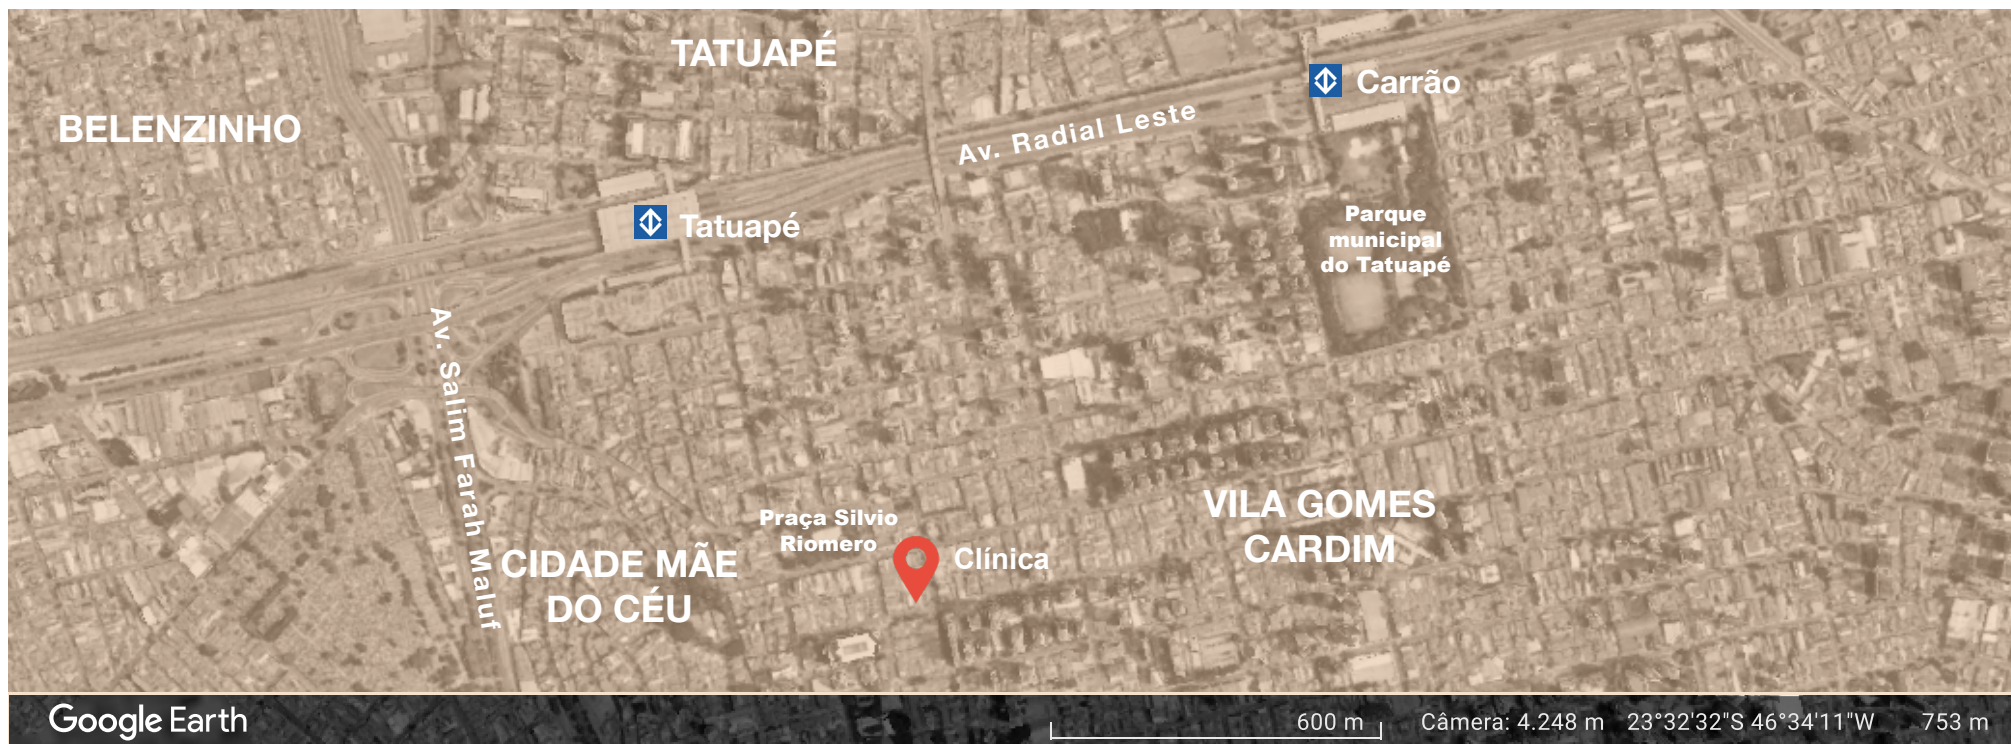 TATUAPÉ
Carrão
BELENZINHO
Av. Radial Leste
Tatuapé
Parque
municipal
do Tatuapé
Av. Salim Farah Maluf
Praça Silvio
Riomero
Clínica
VILA GOMES
CARDIM
CIDADE MÃE
DO CÉU
Google Earth
600 m
Câmera: 4.248 m 23°32'32"S 46°34'11"W 753 m